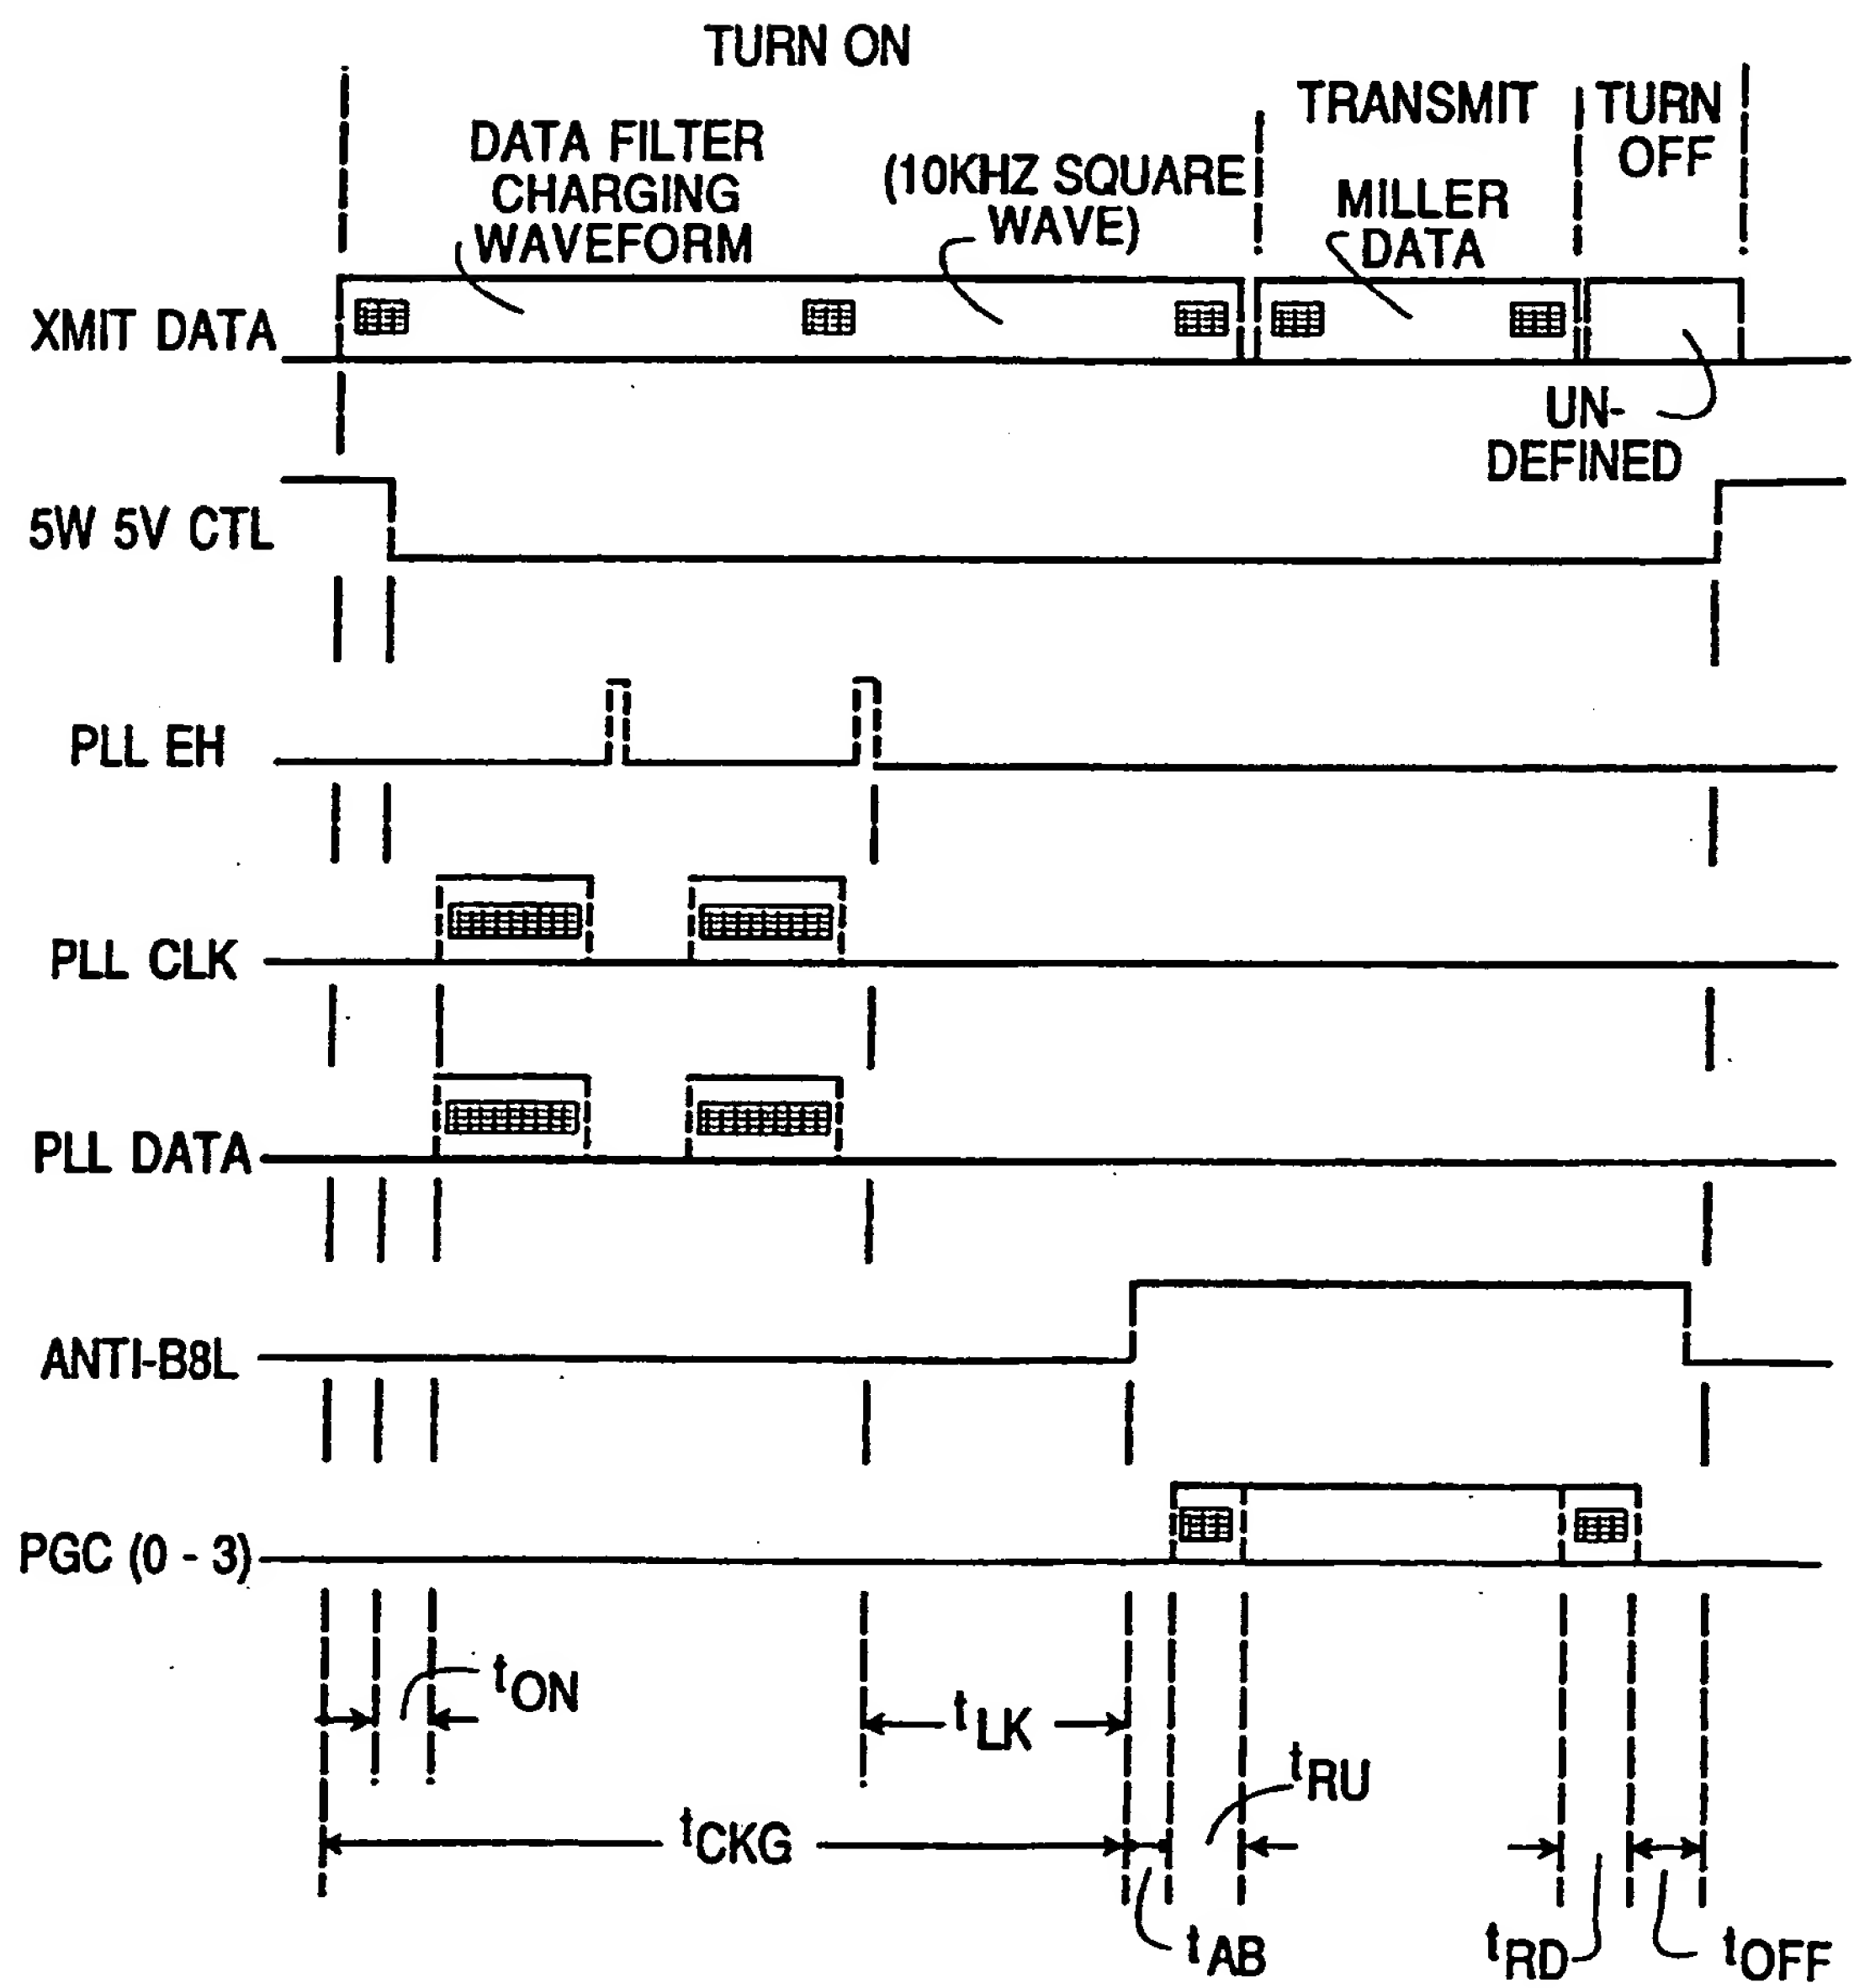 TURN ON
TRANSMIT
TURN
OFF
DATA FILTER
CHARGING
WAVEFORM
(10KHZ SQUARE
WAVE)
MILLER
DATA
XMIT DATA
UN-
DEFINED
5W 5V CTL
PLL EH
PLL CLK
PLL DATA
ANTI-B8L
PGC (0 - 3)
tON
tLK
tRU
tCKG
tAB
tRD
tOFF